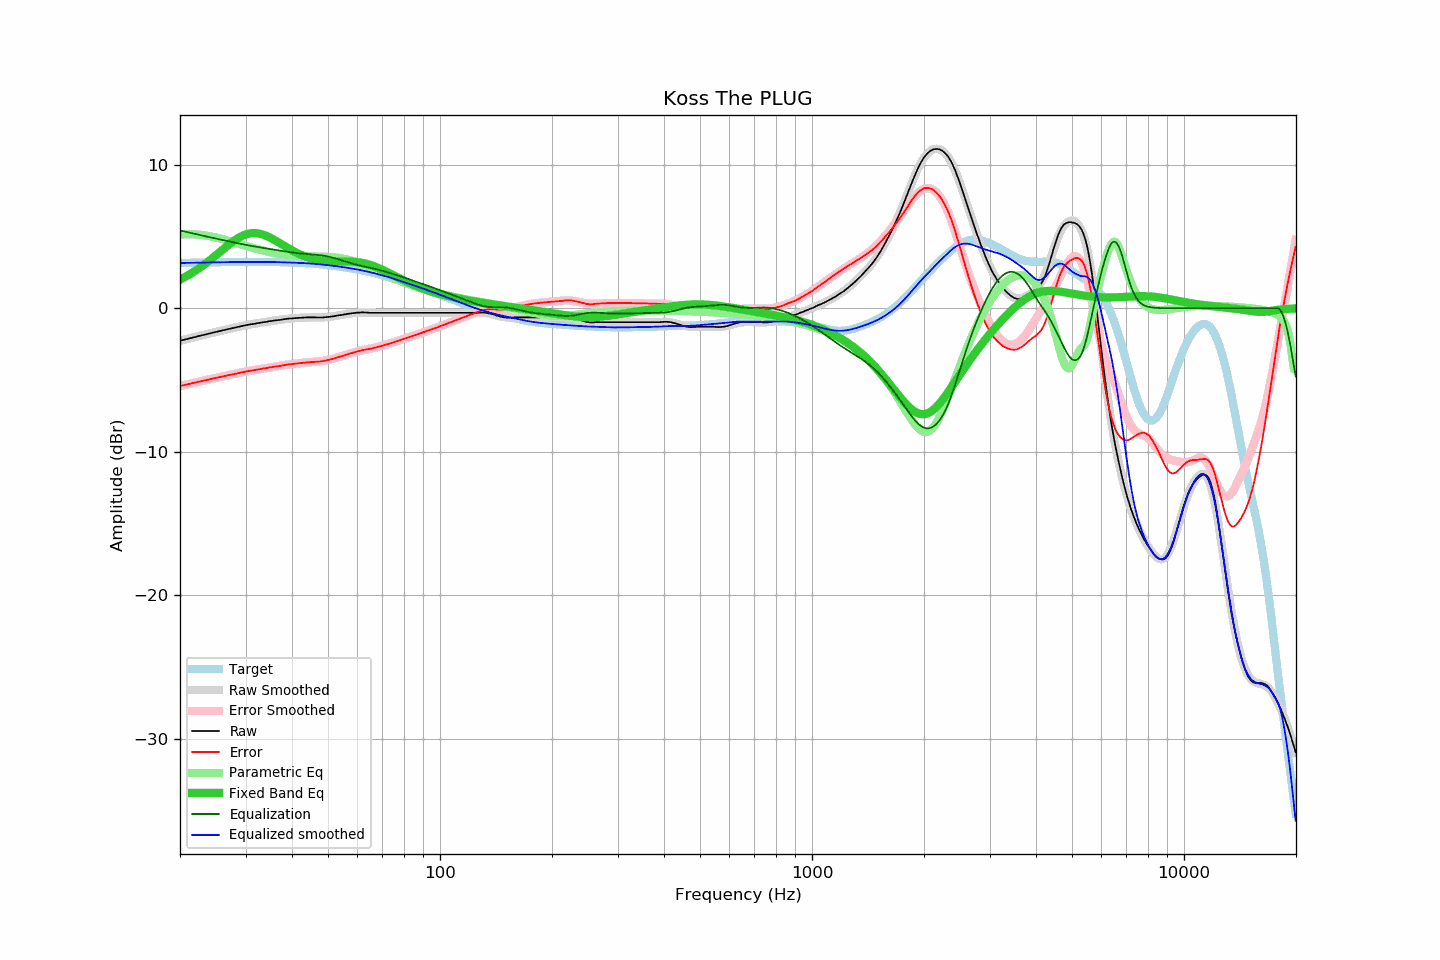 Koss The PLUG
Amplitude (dBr)
10
0
−10
−20
−30
Target
Raw Smoothed
Error Smoothed
Raw
Error
Parametric Eq
Fixed Band Eq
Equalization
Equalized smoothed
100
1000
10000
Frequency (Hz)